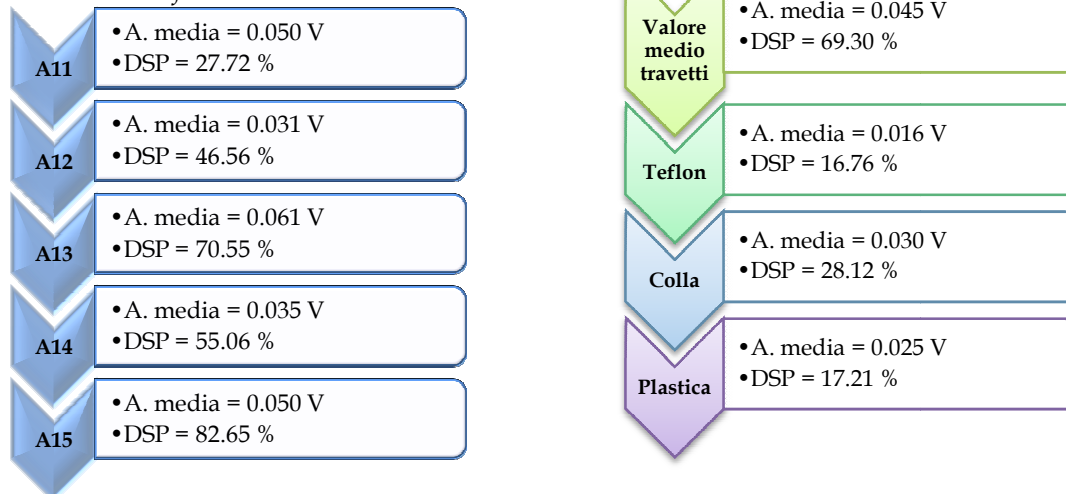 A11
•A. media = 0.050 V
•DSP = 27.72 %
A12
•A. media = 0.031 V
•DSP = 46.56 %
A13
•A. media = 0.061 V
•DSP = 70.55 %
A14
•A. media = 0.035 V
•DSP = 55.06 %
A15
•A. media = 0.050 V
•DSP = 82.65 %
Valore
medio
travetti
•A. media = 0.045 V
•DSP = 69.30 %
Teflon
•A. media = 0.016 V
•DSP = 16.76 %
Colla
•A. media = 0.030 V
•DSP = 28.12 %
Plastica
•A. media = 0.025 V
•DSP = 17.21 %